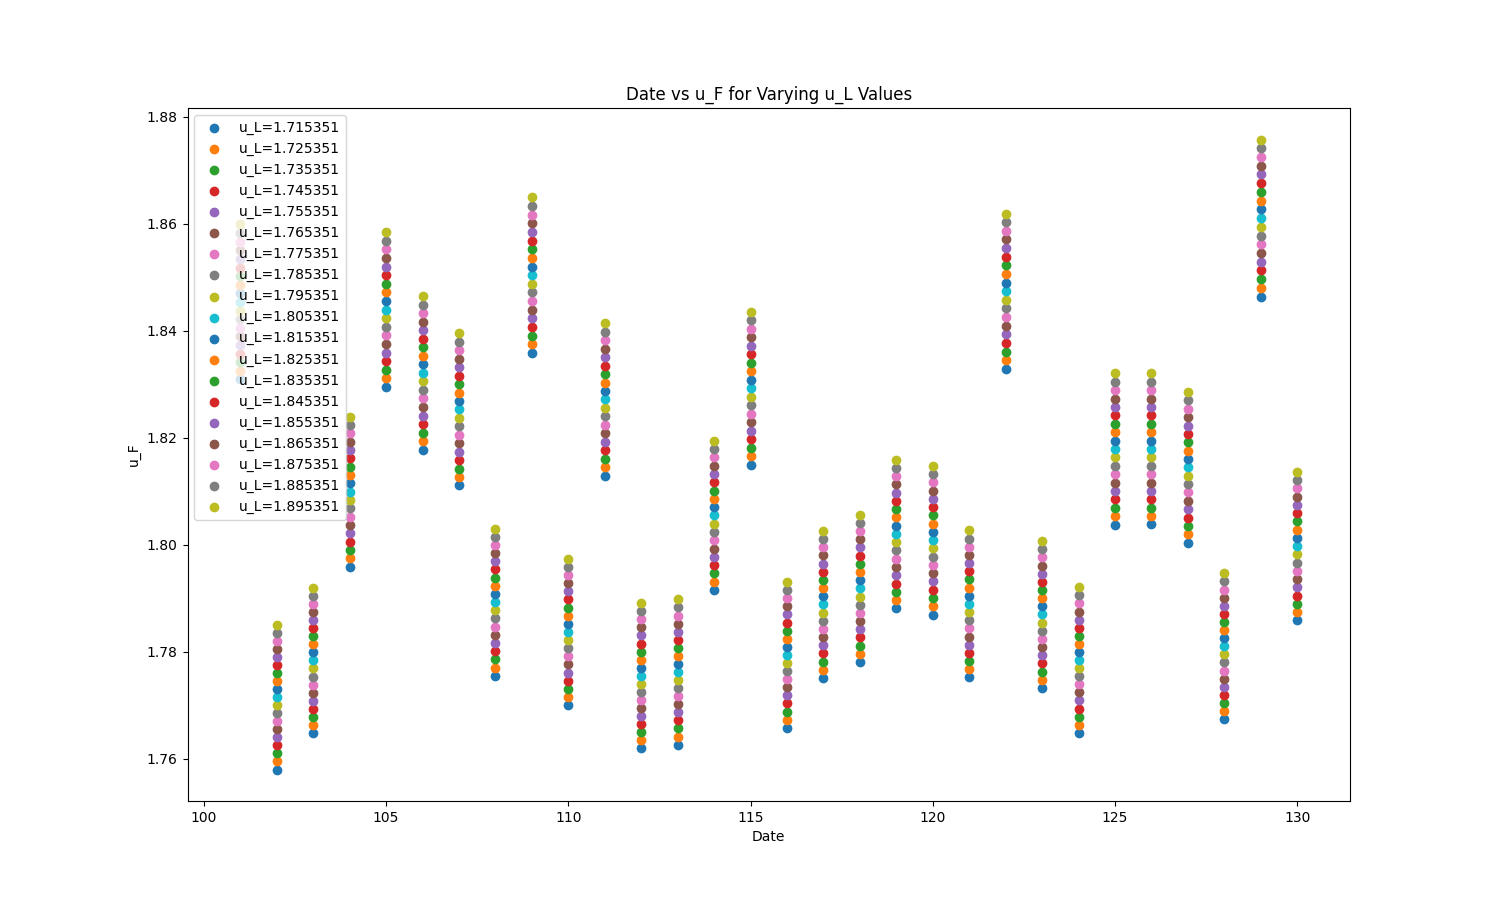 Date vs u_F for Varying u_L Values
1.88
1.86
1.84
1.82
1.80
1.78
1.76
u_F
u_L=1.715351
u_L=1.725351
u_L=1.735351
u_L=1.745351
u_L=1.755351
u_L=1.765351
u_L=1.775351
u_L=1.785351
u_L=1.795351
u_L=1.805351
u_L=1.815351
u_L=1.825351
u_L=1.835351
u_L=1.845351
u_L=1.855351
u_L=1.865351
u_L=1.875351
u_L=1.885351
u_L=1.895351
100 105 110 115 120 125 130
Date